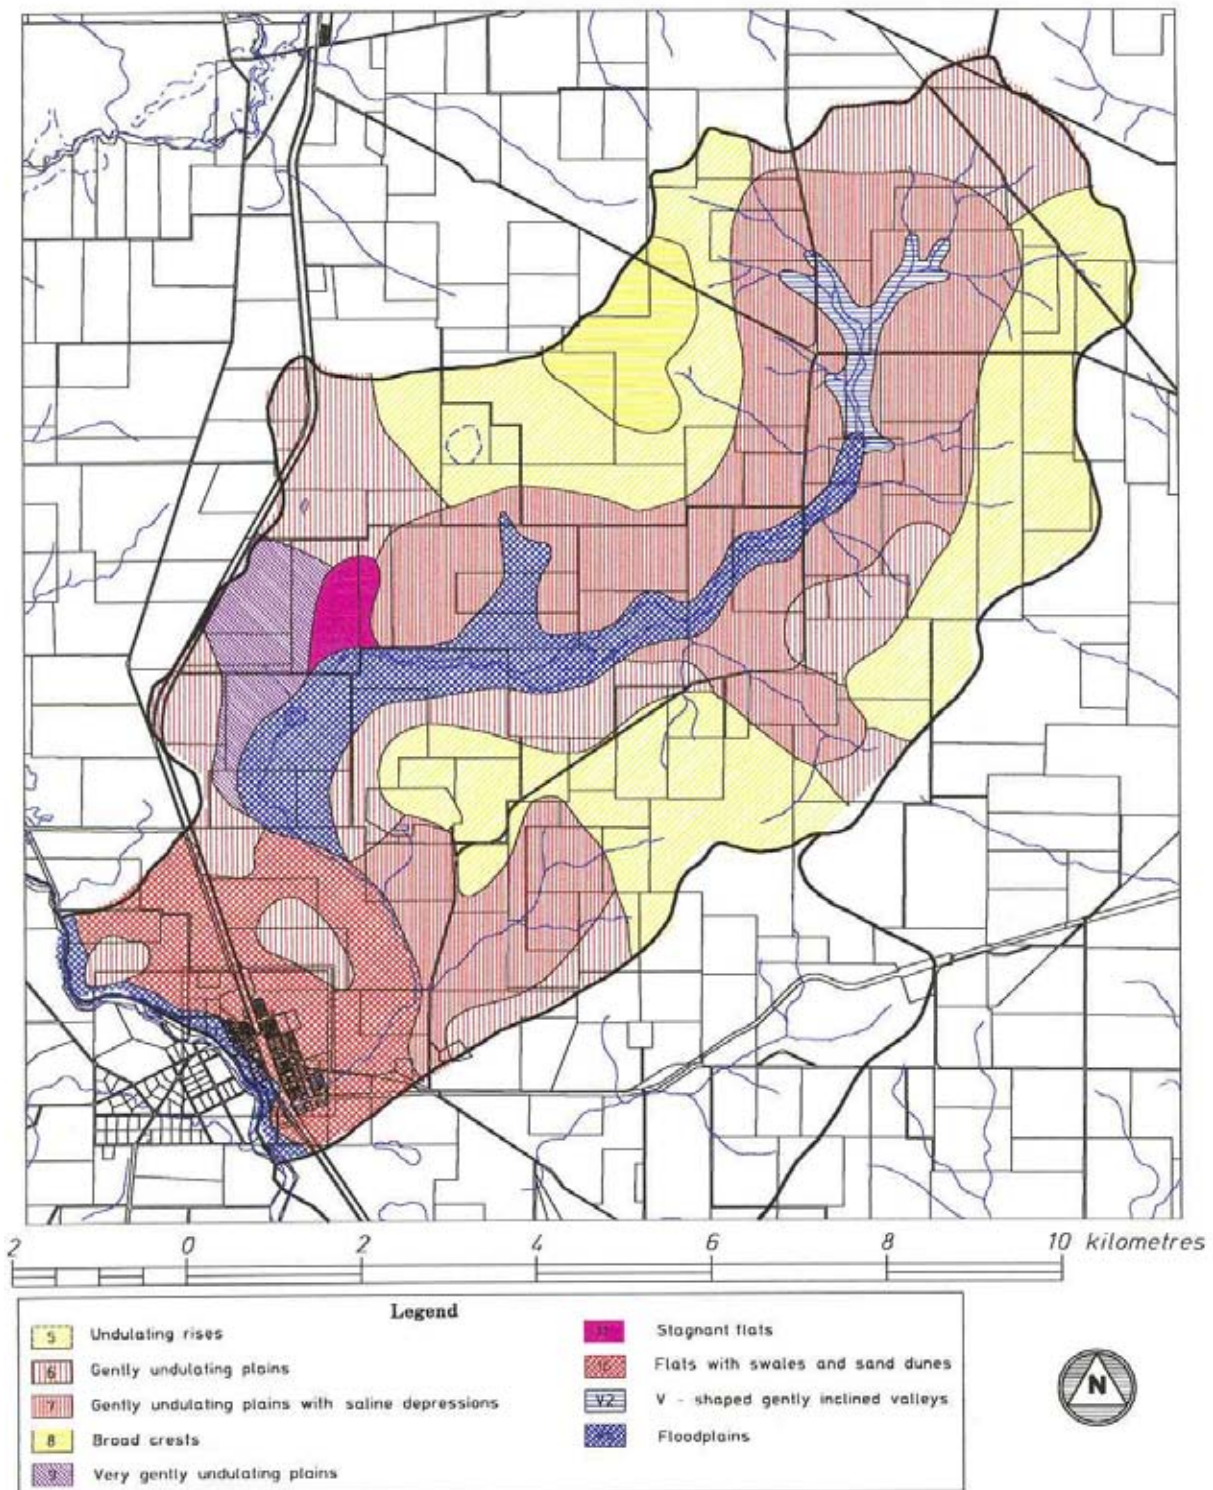 2 0 2 4 6 8 10 kilometres
Legend
5 Undulating rises
6 Gently undulating plains
7 Gently undulating plains with saline depressions
8 Broad crests
9 Very gently undulating plains
Stagnant flats
Flats with swales and sand dunes
V2 V - shaped gently inclined valleys
Floodplains
N